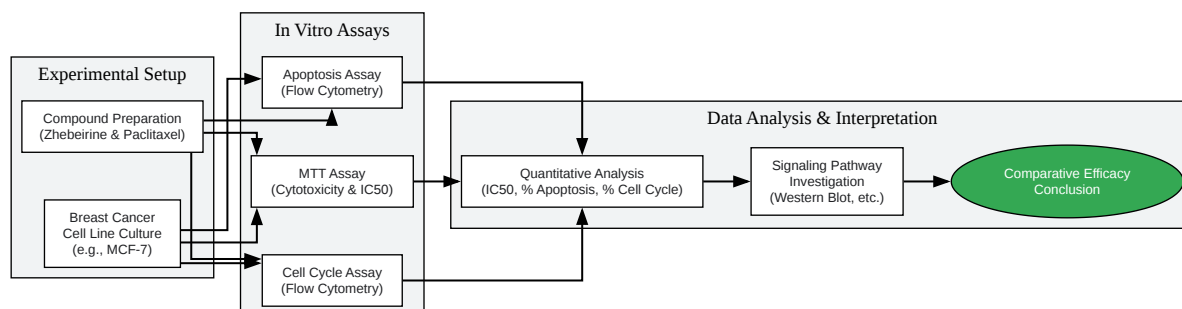 Experimental Setup
Compound Preparation
(Zhebeirine & Paclitaxel)
Breast Cancer
Cell Line Culture
(e.g., MCF-7)
In Vitro Assays
Apoptosis Assay
(Flow Cytometry)
MTT Assay
(Cytotoxicity & IC50)
Cell Cycle Assay
(Flow Cytometry)
Data Analysis & Interpretation
Quantitative Analysis
(IC50, % Apoptosis, % Cell Cycle)
Signaling Pathway
Investigation
(Western Blot, etc.)
Comparative Efficacy
Conclusion